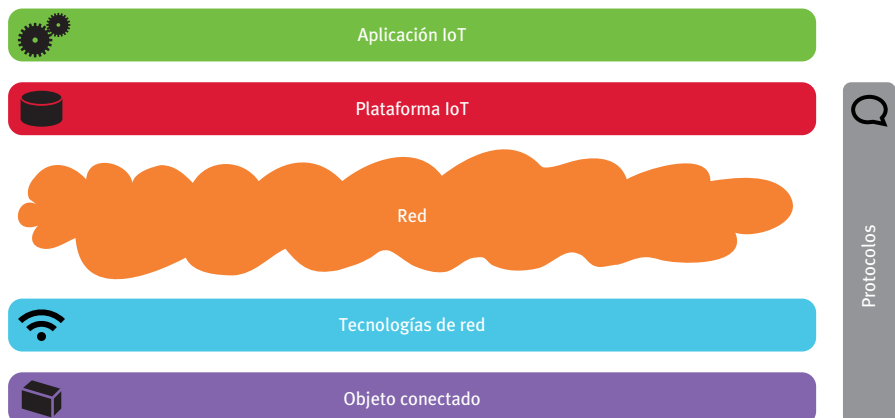 Aplicación IoT
Plataforma IoT
Red
Tecnologías de red
Objeto conectado
Protocolos